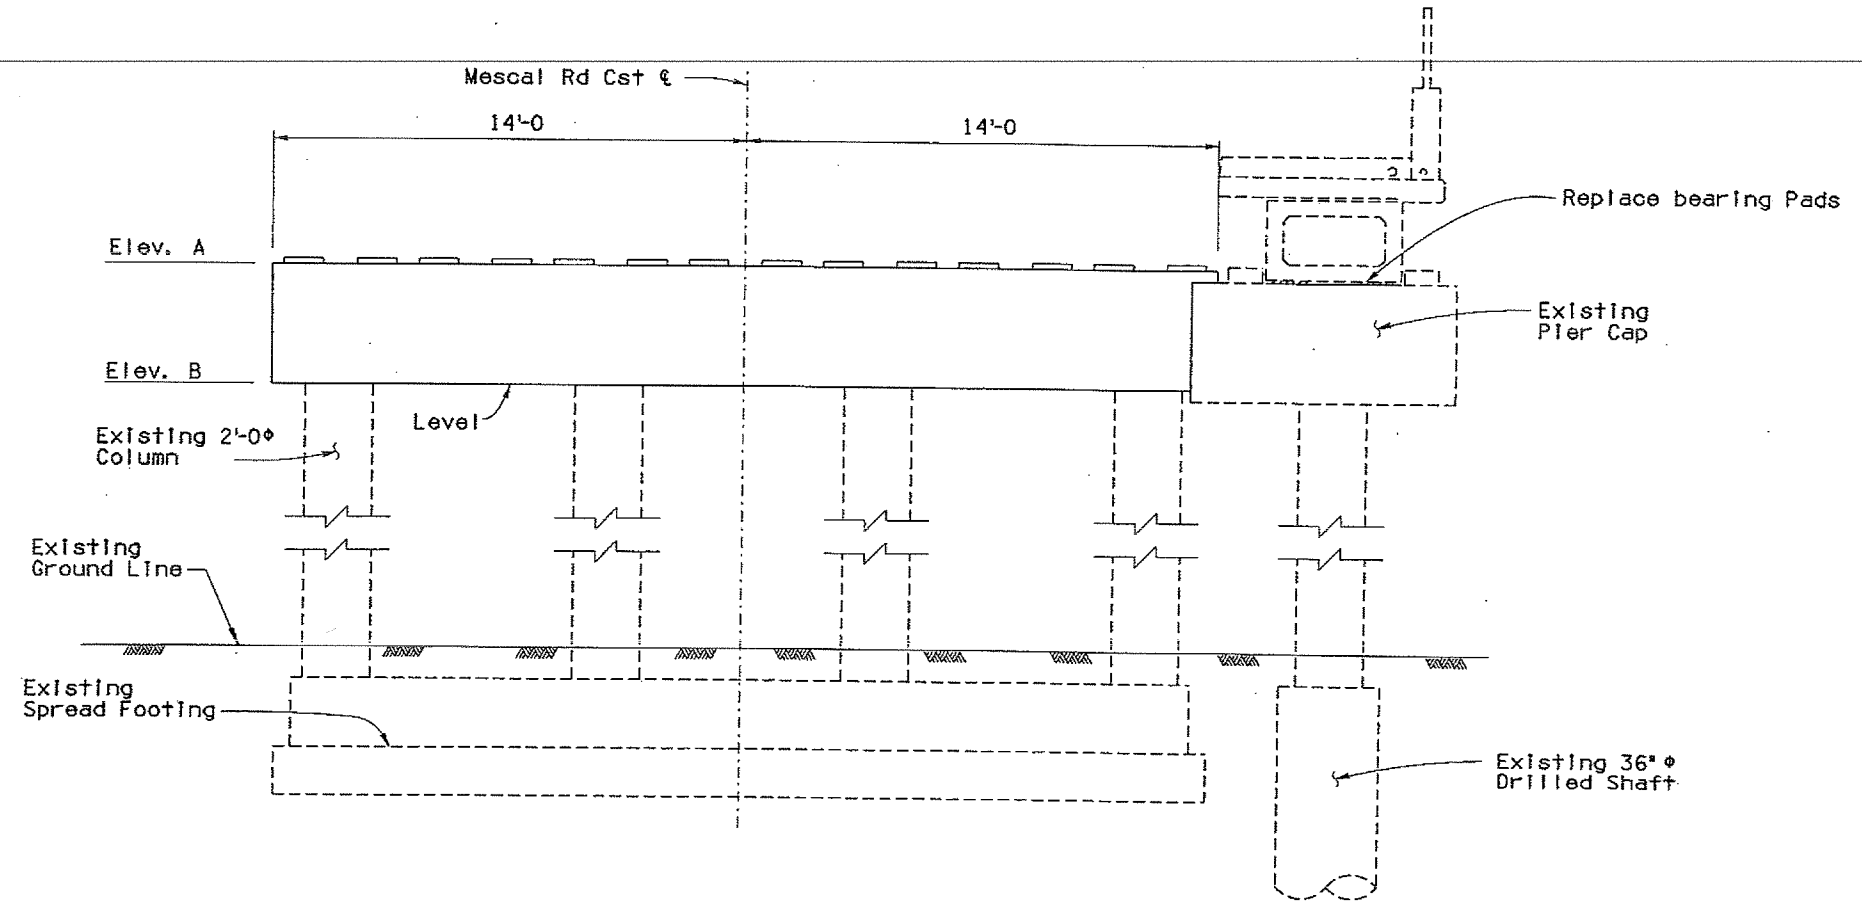 Mescal Rd Cst ℄
14'-0
14'-0
Replace bearing Pads
Elev. A
Existing
Pier Cap
Elev. B
Level
Existing 2'-0φ
Column
Existing
Ground Line
Existing
Spread Footing
Existing 36" φ
Drilled Shaft